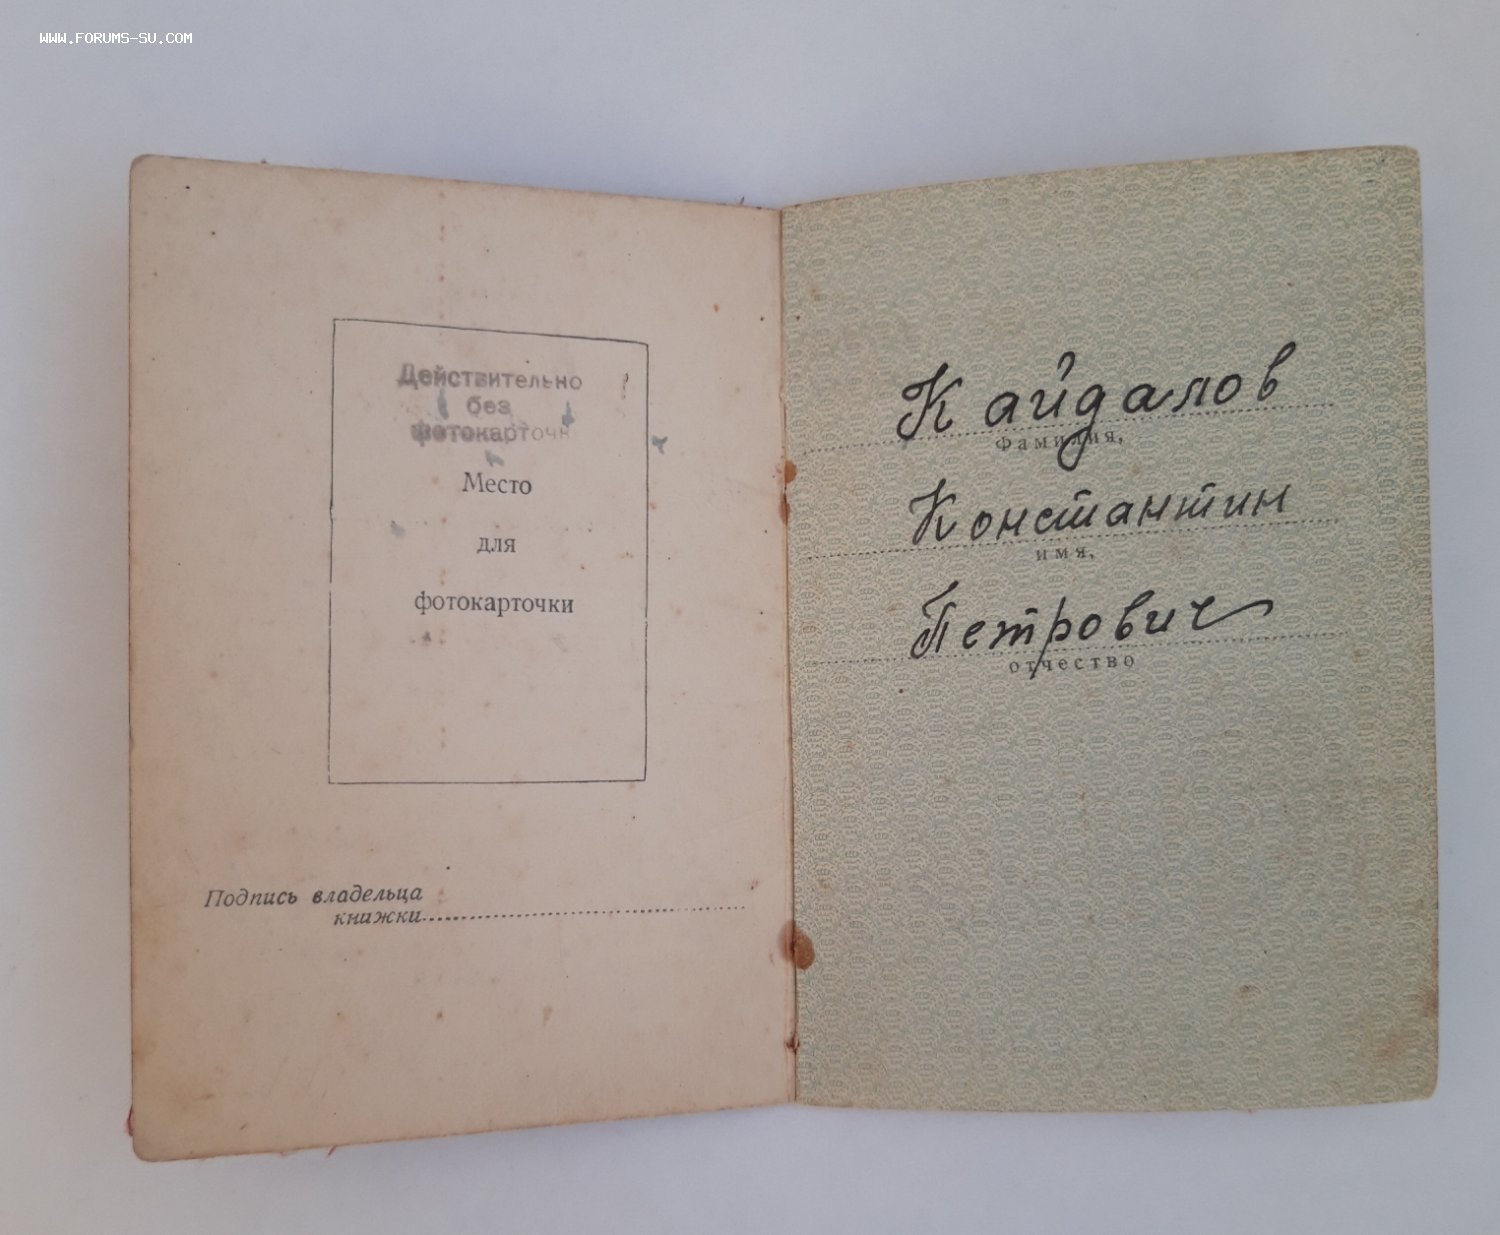 WWW.FORUMS-SU.COM
Действительно
без
фотокарточк
Место
для
фотокарточки
Подпись владельца
книжки
Кайдалов
Фамилия,
Константин
имя,
Петрович
отчество